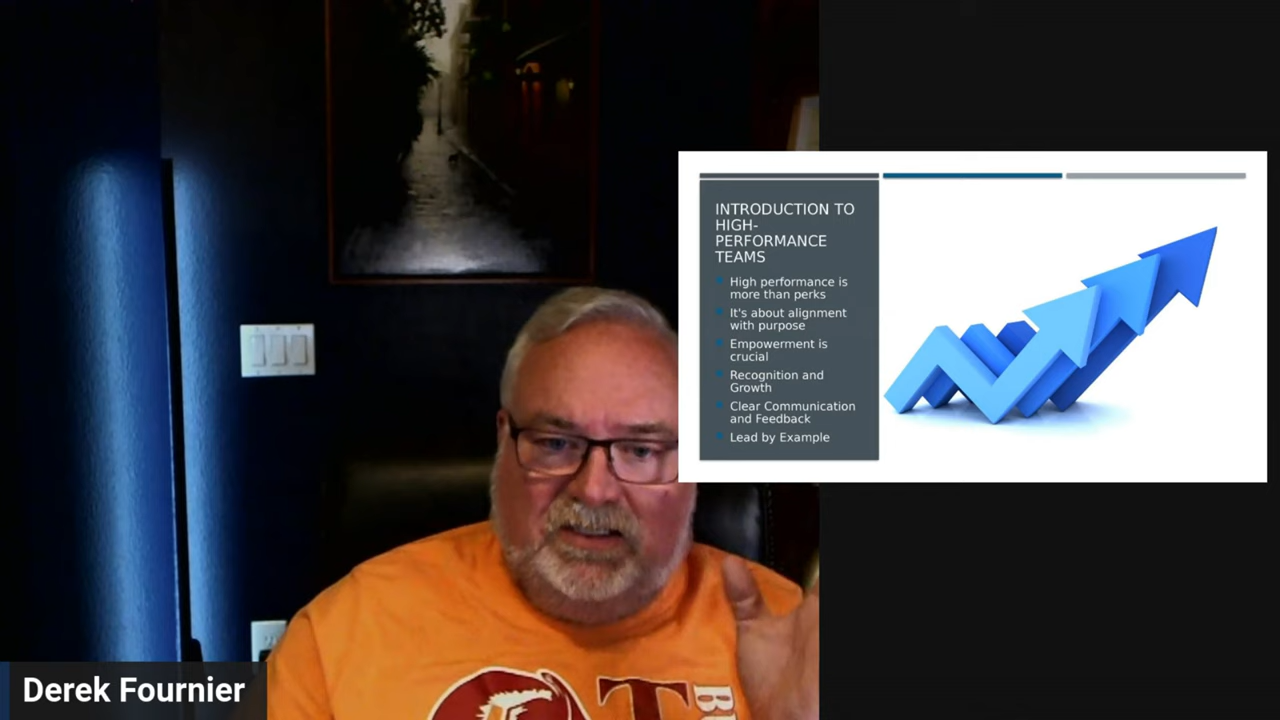 INTRODUCTION TO
HIGH-
PERFORMANCE
TEAMS
High performance is
more than perks
It's about alignment
with purpose
Empowerment is
crucial
Recognition and
Growth
Clear Communication
and Feedback
Lead by Example
Derek Fournier